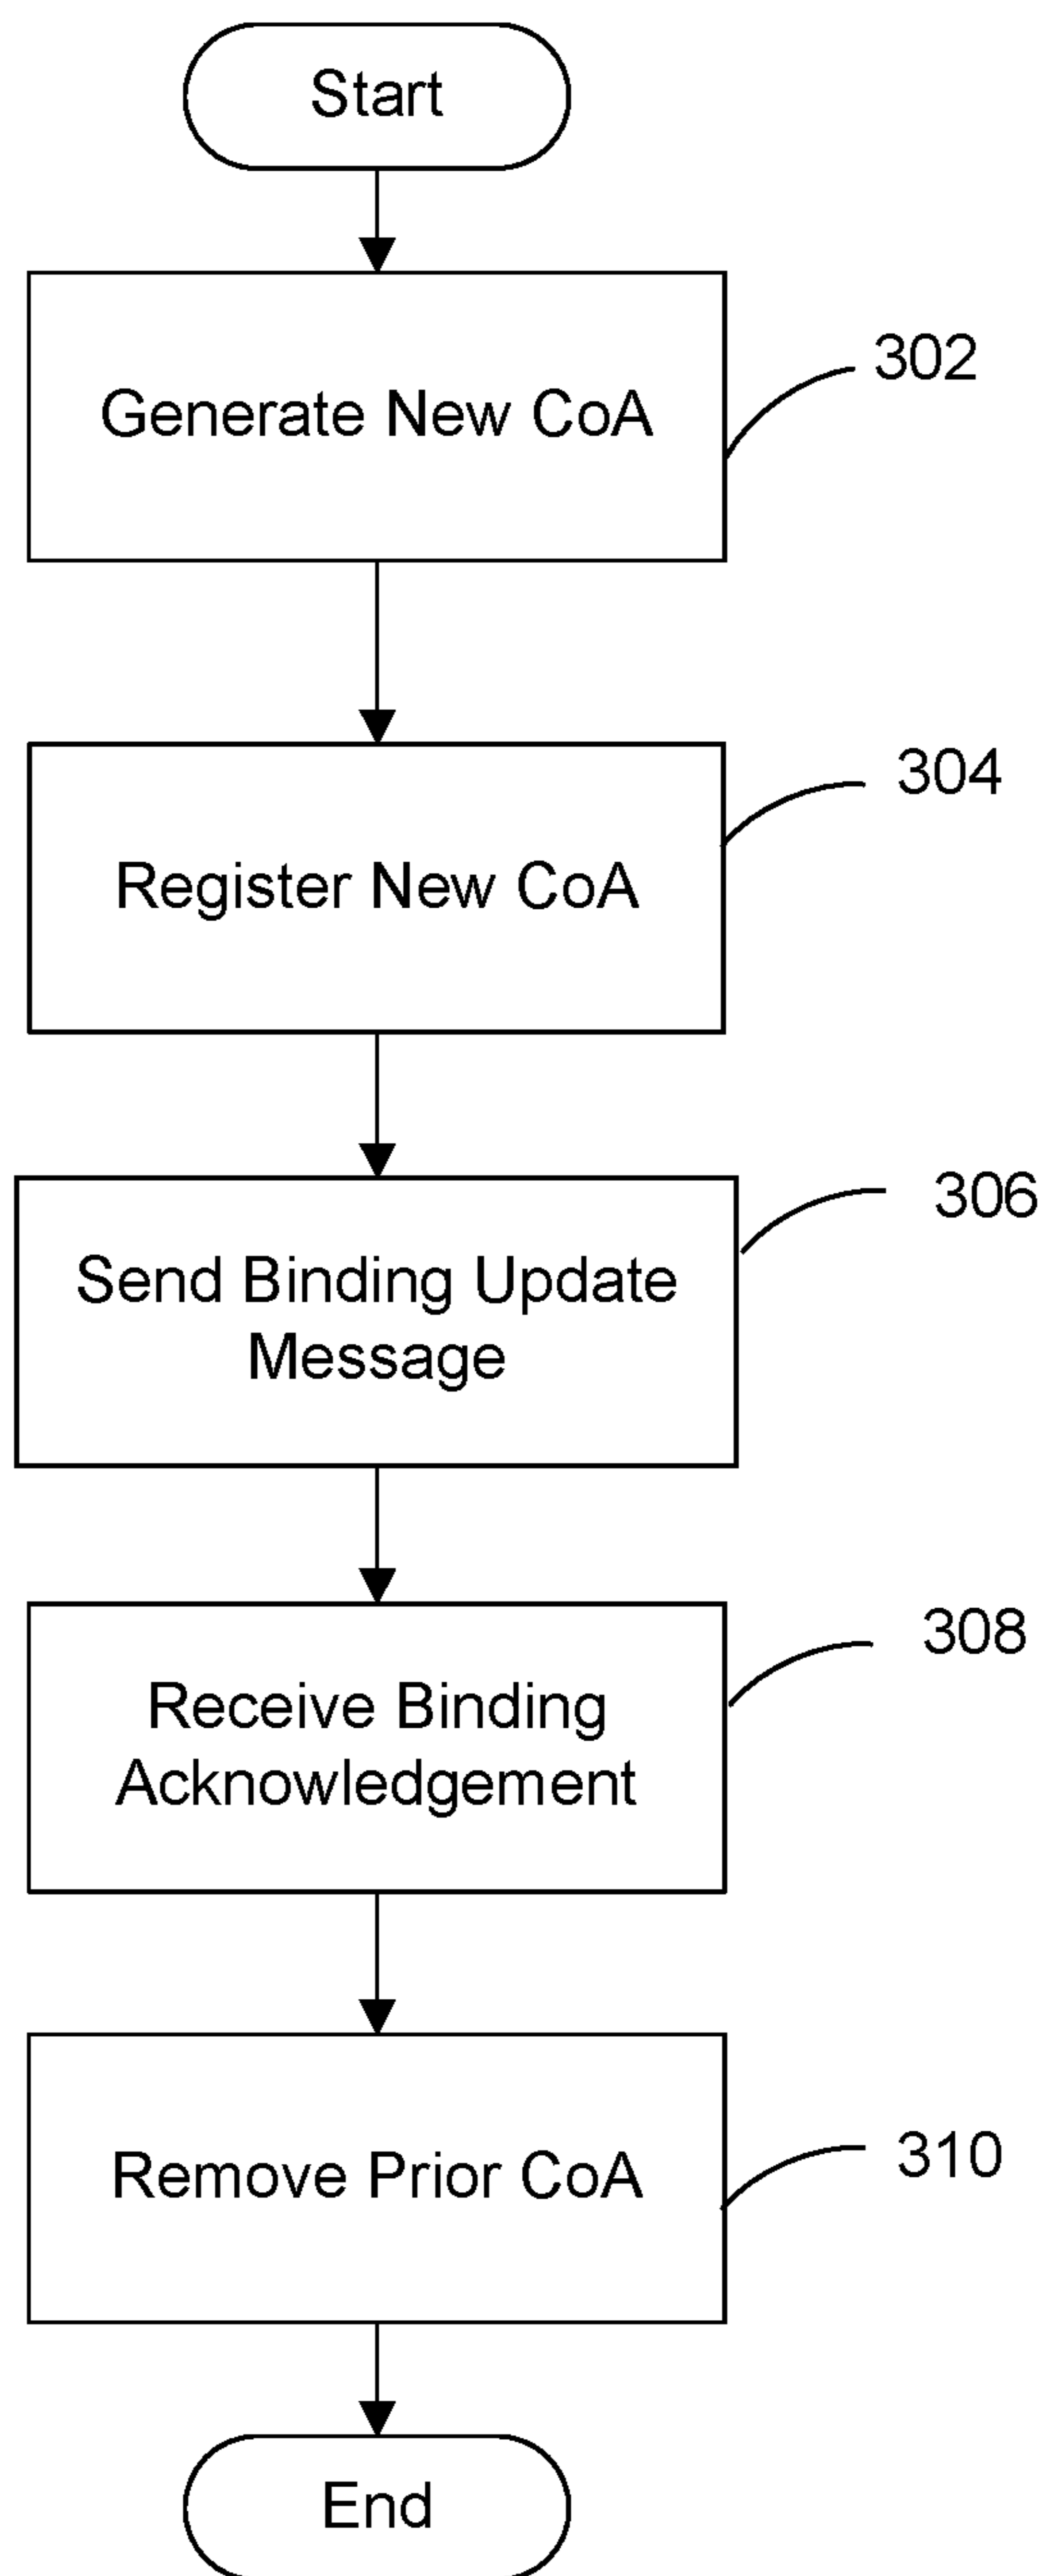 Start
Generate New CoA
302
Register New CoA
304
Send Binding Update
Message
306
Receive Binding
Acknowledgement
308
Remove Prior CoA
310
End